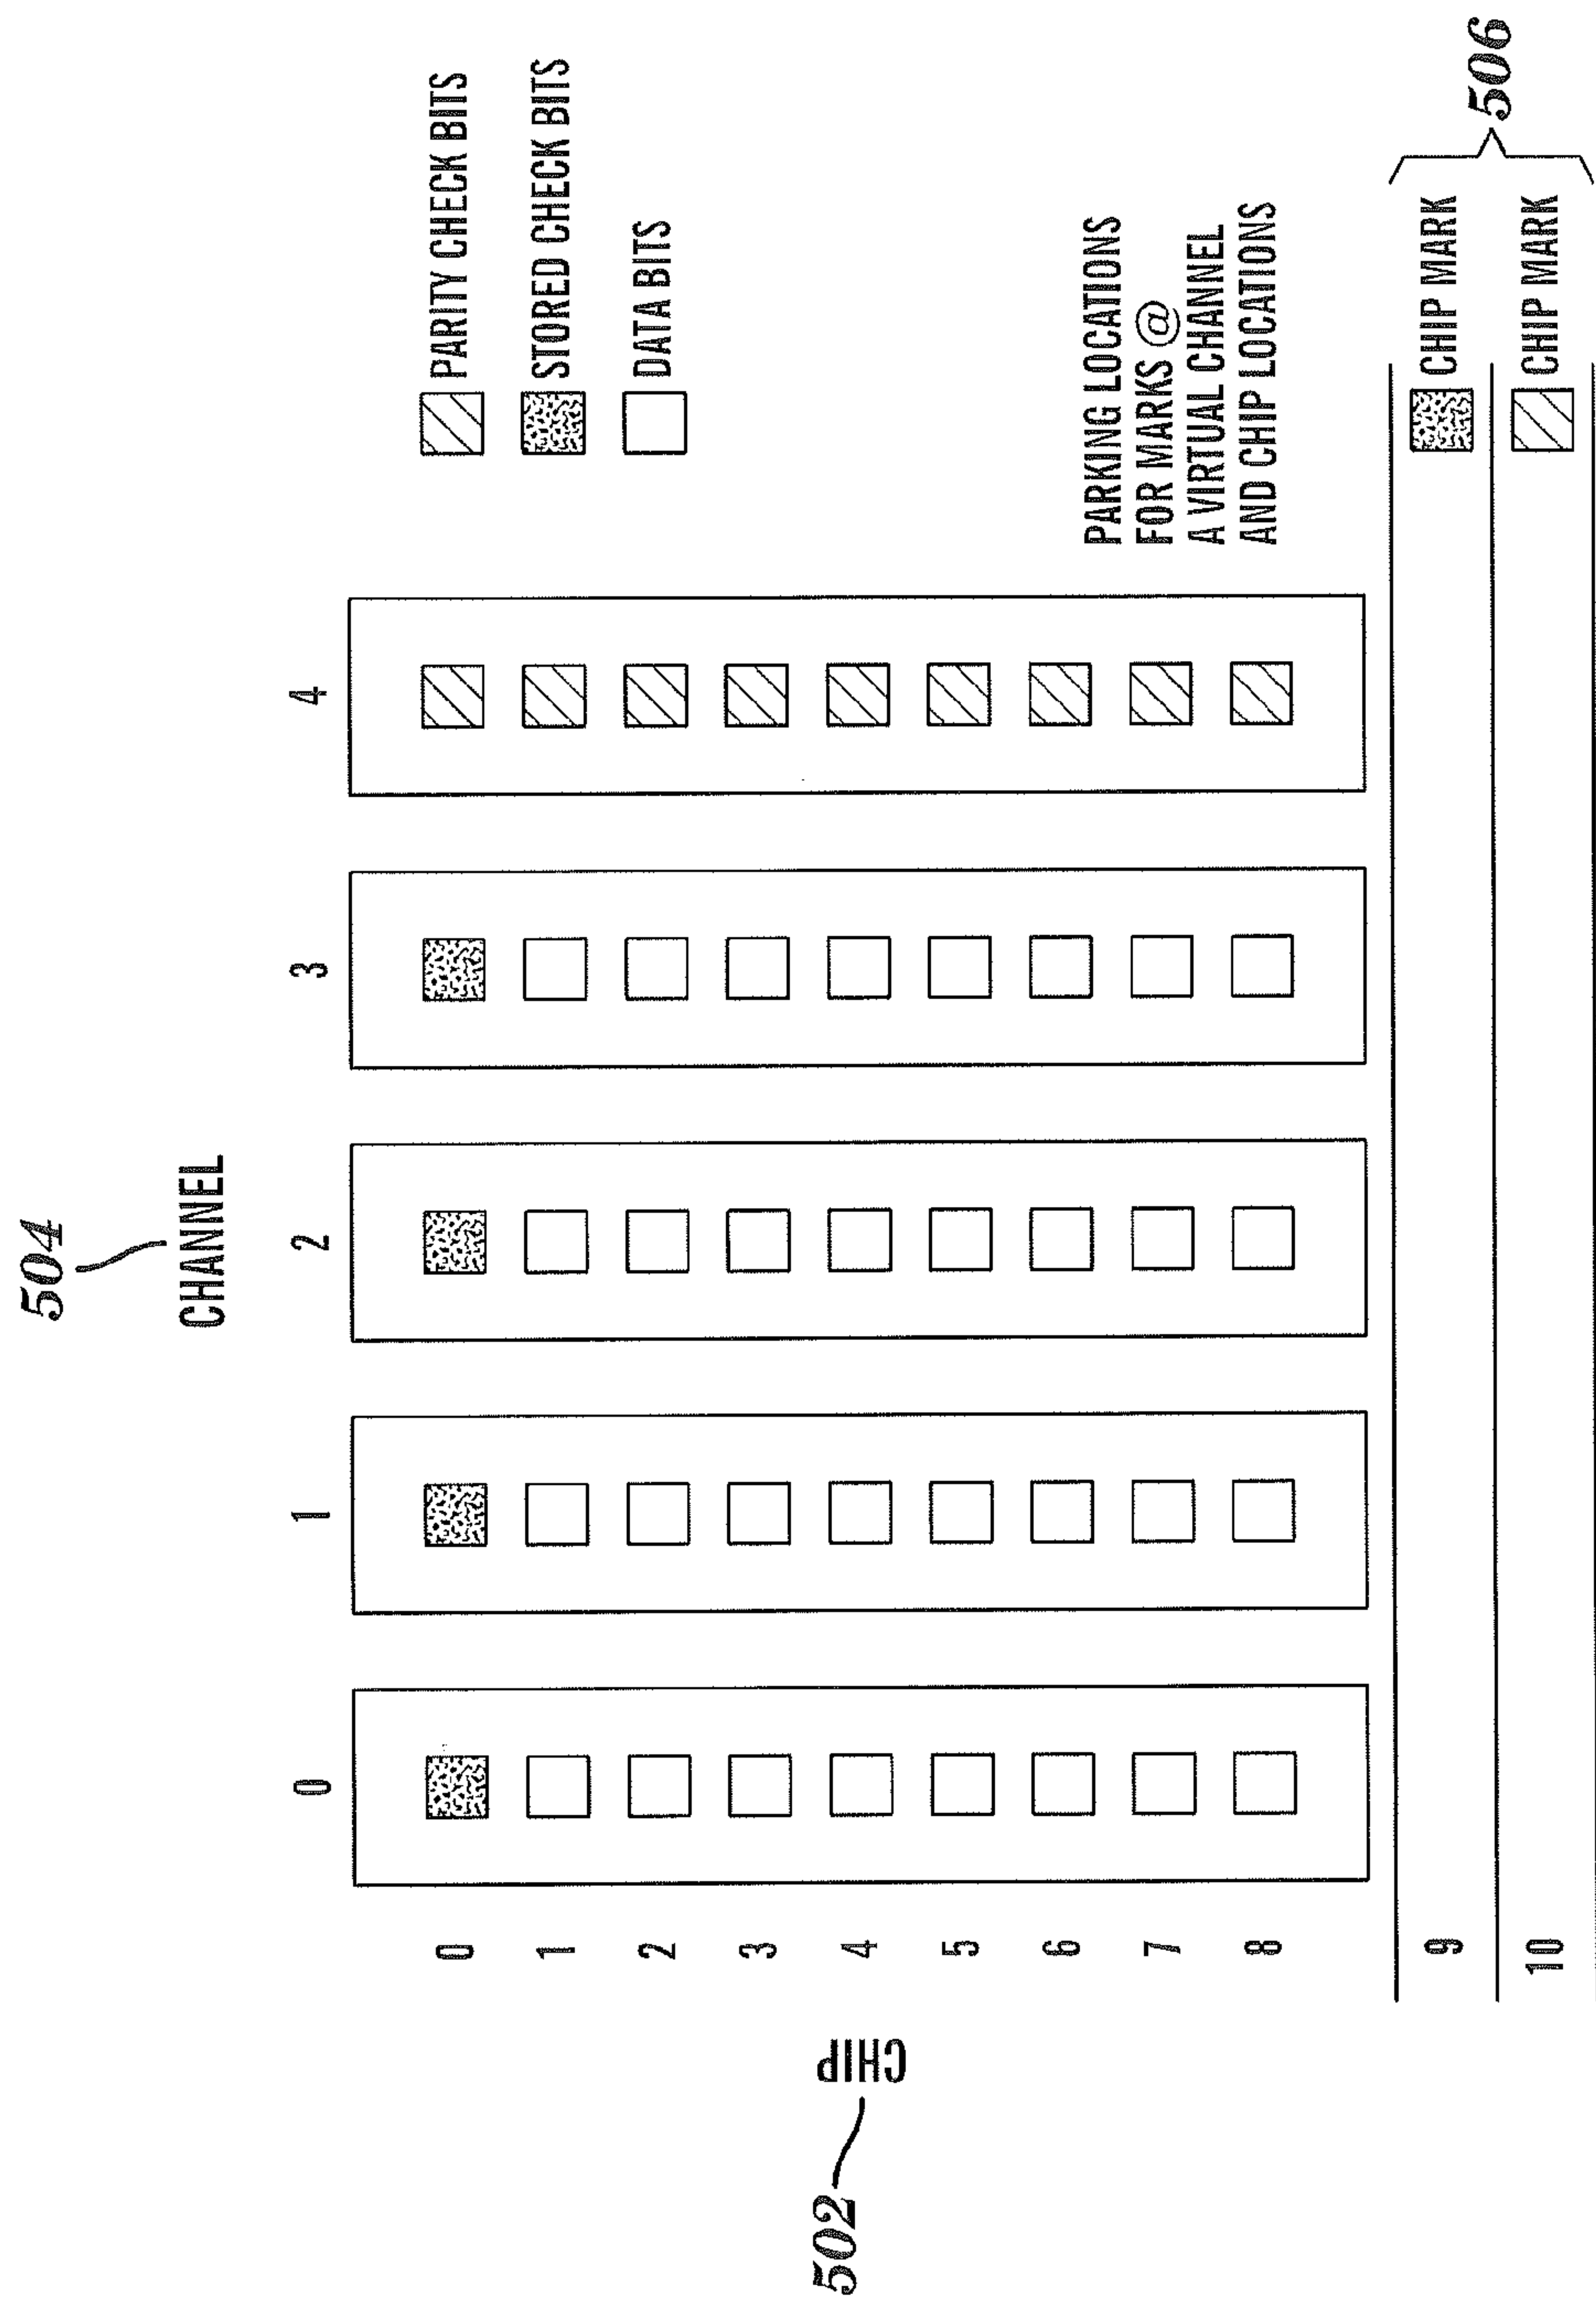 504
CHANNEL
0 1 2 3 4
PARITY CHECK BITS
STORED CHECK BITS
DATA BITS
0
1
2
3
4
5
6
7
8
502
CHIP
PARKING LOCATIONS
FOR MARKS @
A VIRTUAL CHANNEL
AND CHIP LOCATIONS
9 CHIP MARK
10 CHIP MARK
506